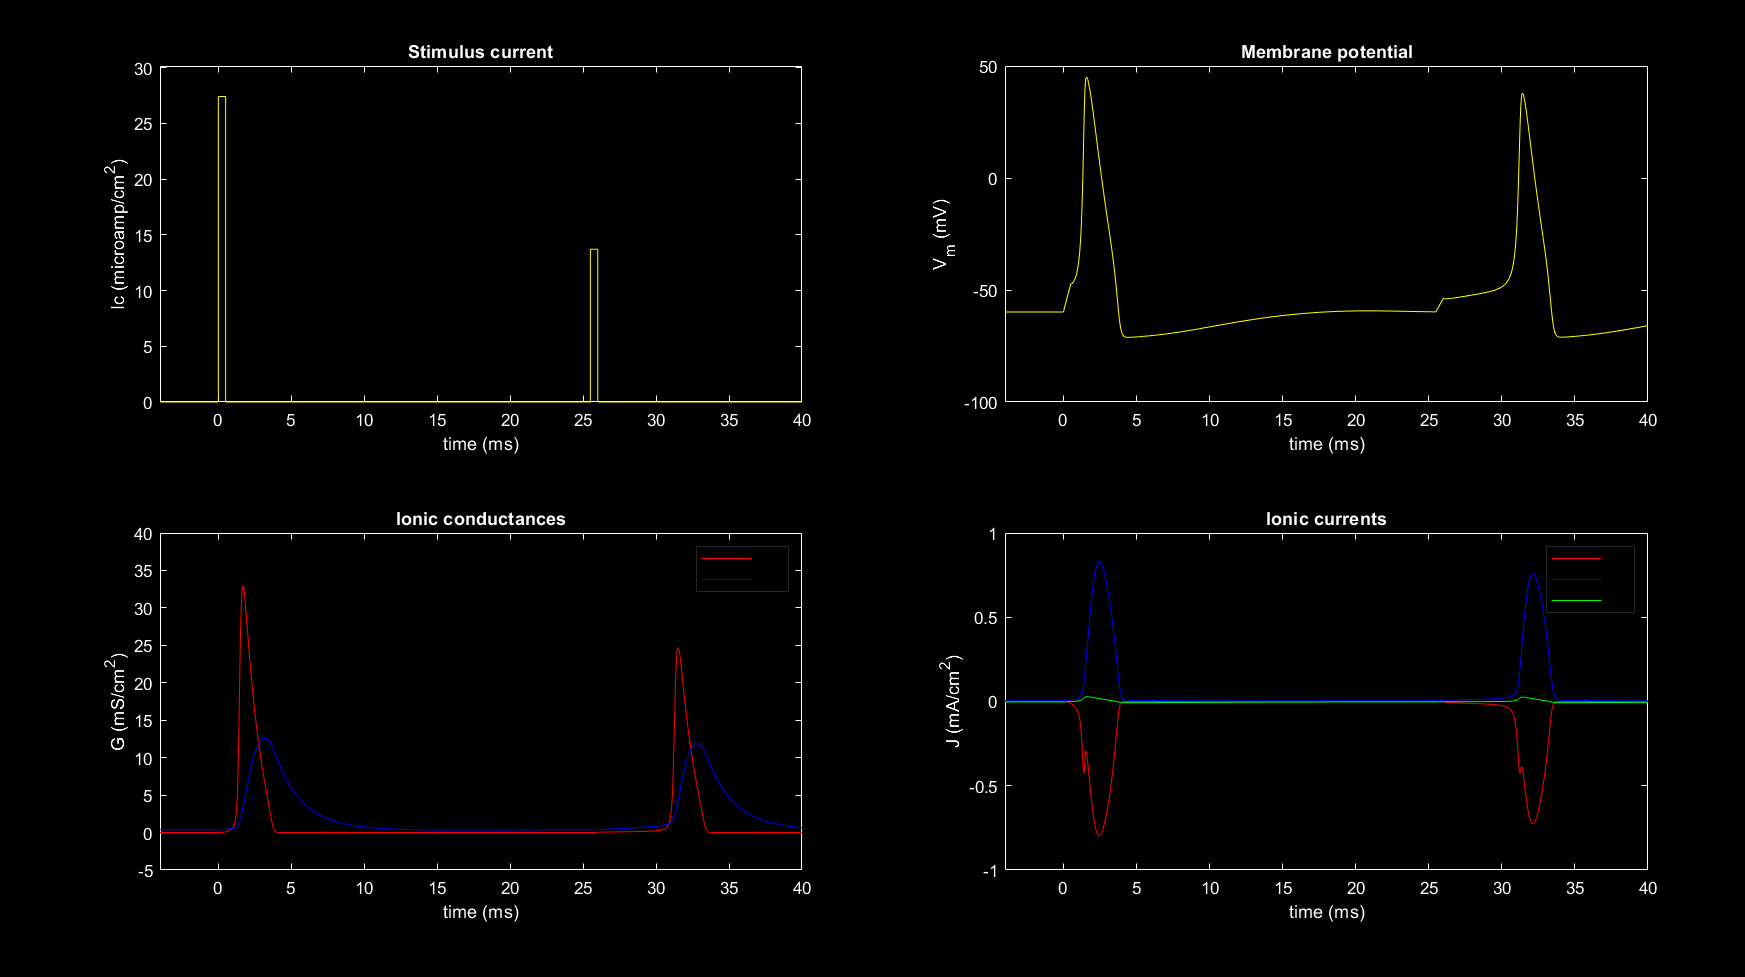 Stimulus current
30
25
20
15
10
5
0
Ic (microamp/cm²)
0 5 10 15 20 25 30 35 40
time (ms)
Membrane potential
50
0
-50
-100
Vₘ (mV)
0 5 10 15 20 25 30 35 40
time (ms)
Ionic conductances
40
35
30
25
20
15
10
5
0
-5
G (mS/cm²)
0 5 10 15 20 25 30 35 40
time (ms)
Ionic currents
1
0.5
0
-0.5
-1
J (mA/cm²)
0 5 10 15 20 25 30 35 40
time (ms)